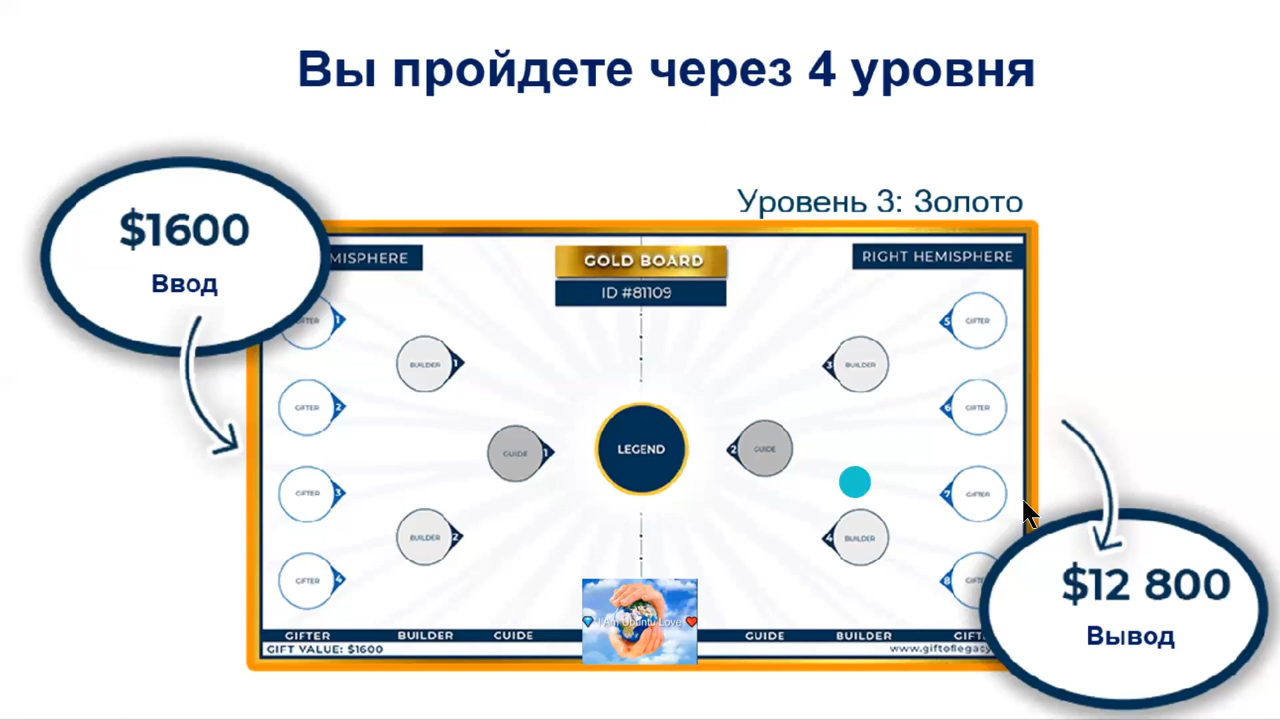 Вы пройдете через 4 уровня
Уровень 3: Золото
$1600
Ввод
MISPHERE
GOLD BOARD
ID #81109
RIGHT HEMISPHERE
GIFTER 1
GIFTER 2
GIFTER 3
GIFTER 4
BUILDER 1
BUILDER 2
GUIDE 1
LEGEND
2 GUIDE
3 BUILDER
4 BUILDER
5 GIFTER
6 GIFTER
7 GIFTER
8 GIF
I Am Ubuntu Love
GIFTER BUILDER GUIDE GUIDE BUILDER GIFT
GIFT VALUE: $1600
www.giftoflegacy
$12 800
Вывод